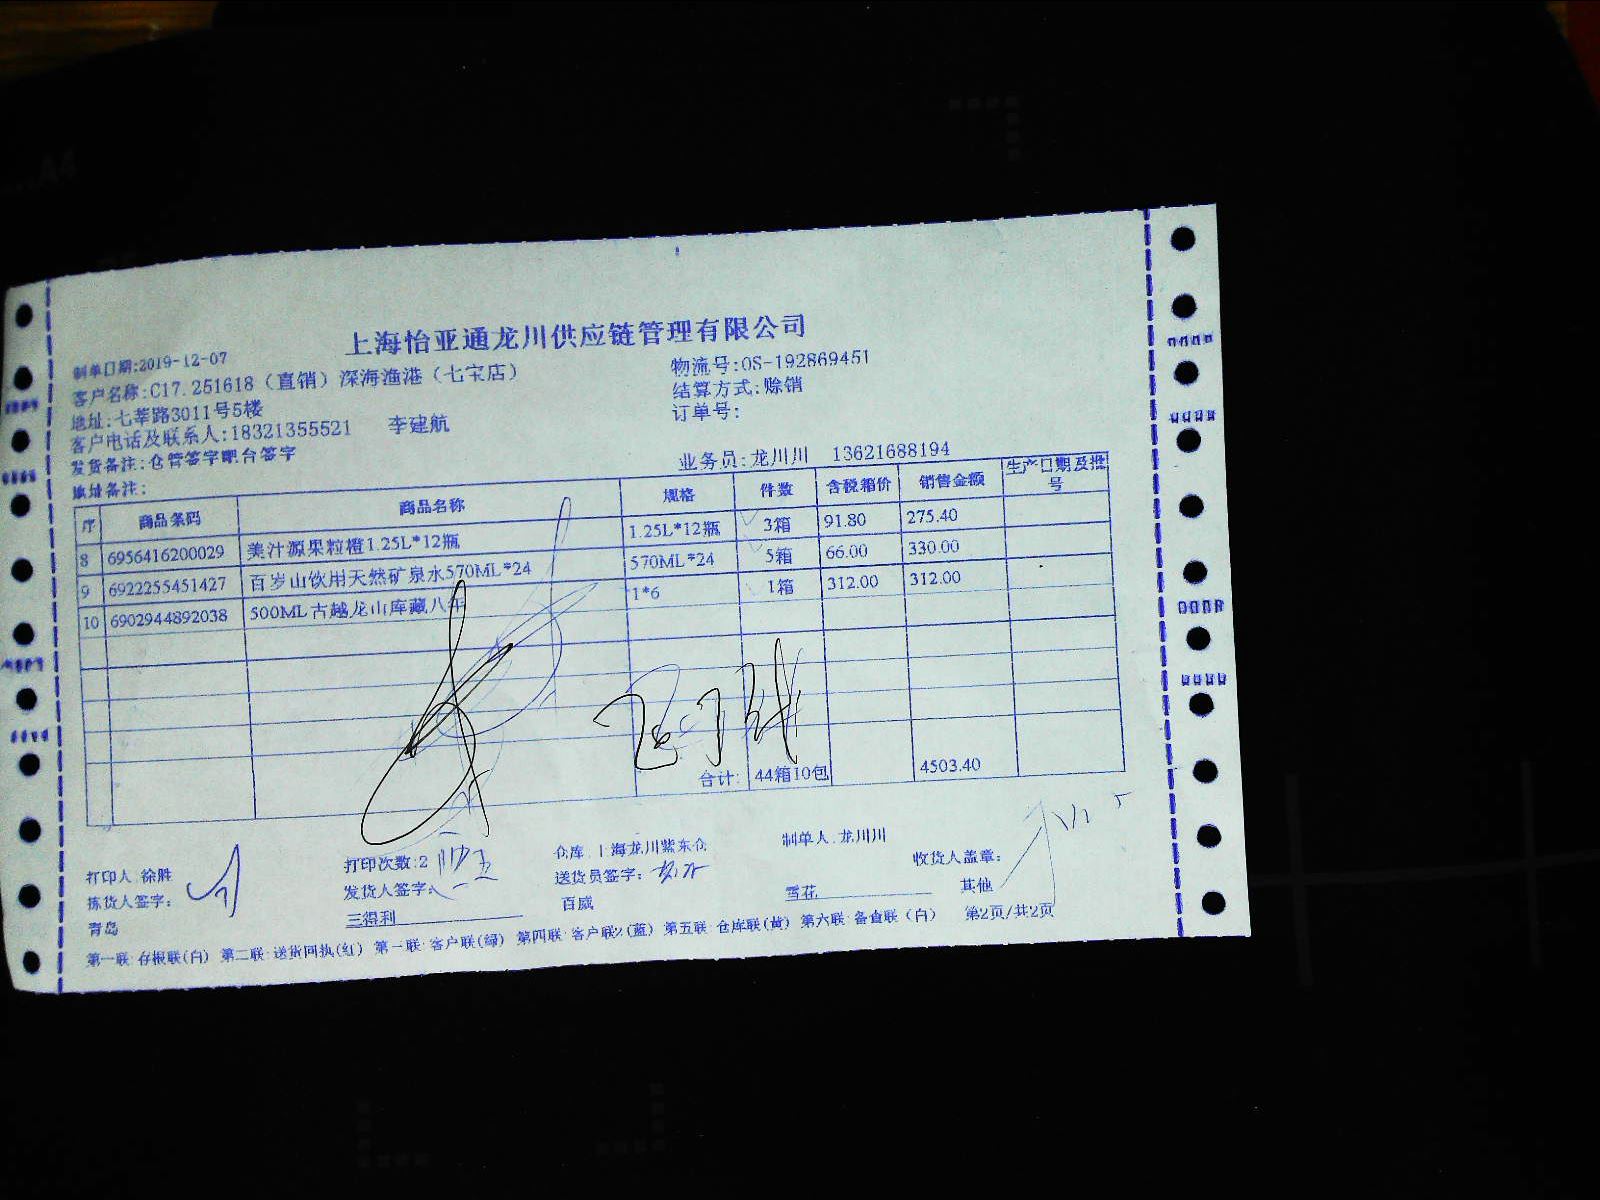 上海怡亚通龙川供应链管理有限公司
制单日期:2019-12-07
物流号:OS-192869451
客户名称:C17.251618（直销）深海渔港（七宝店）
结算方式:赊销
地址:七莘路3011号5楼
订单号:
客户电话及联系人:18321355521 李建航
发货备注:仓管签字吧台签字
业务员:龙川川 13621688194
地址备注:
序 商品条码 商品名称 规格 件数 含税箱价 销售金额 生产日期及批号
8 6956416200029 美汁源果粒橙1.25L*12瓶 1.25L*12瓶 3箱 91.80 275.40
9 6922255451427 百岁山饮用天然矿泉水570ML*24 570ML*24 5箱 66.00 330.00
10 6902944892038 500ML古越龙山库藏八年 1*6 1箱 312.00 312.00
合计: 44箱10包 4503.40
打印人:徐胜 打印次数:2 仓库:上海龙川紫东仓 制单人:龙川川
拣货人签字: 发货人签字: 送货员签字: 收货人盖章:
青岛 三得利 百威 雪花 其他
第一联:存根联(白) 第二联:送货回执(红) 第一联:客户联(绿) 第四联:客户联2(蓝) 第五联:仓库联(黄) 第六联:备查联(白) 第2页/共2页